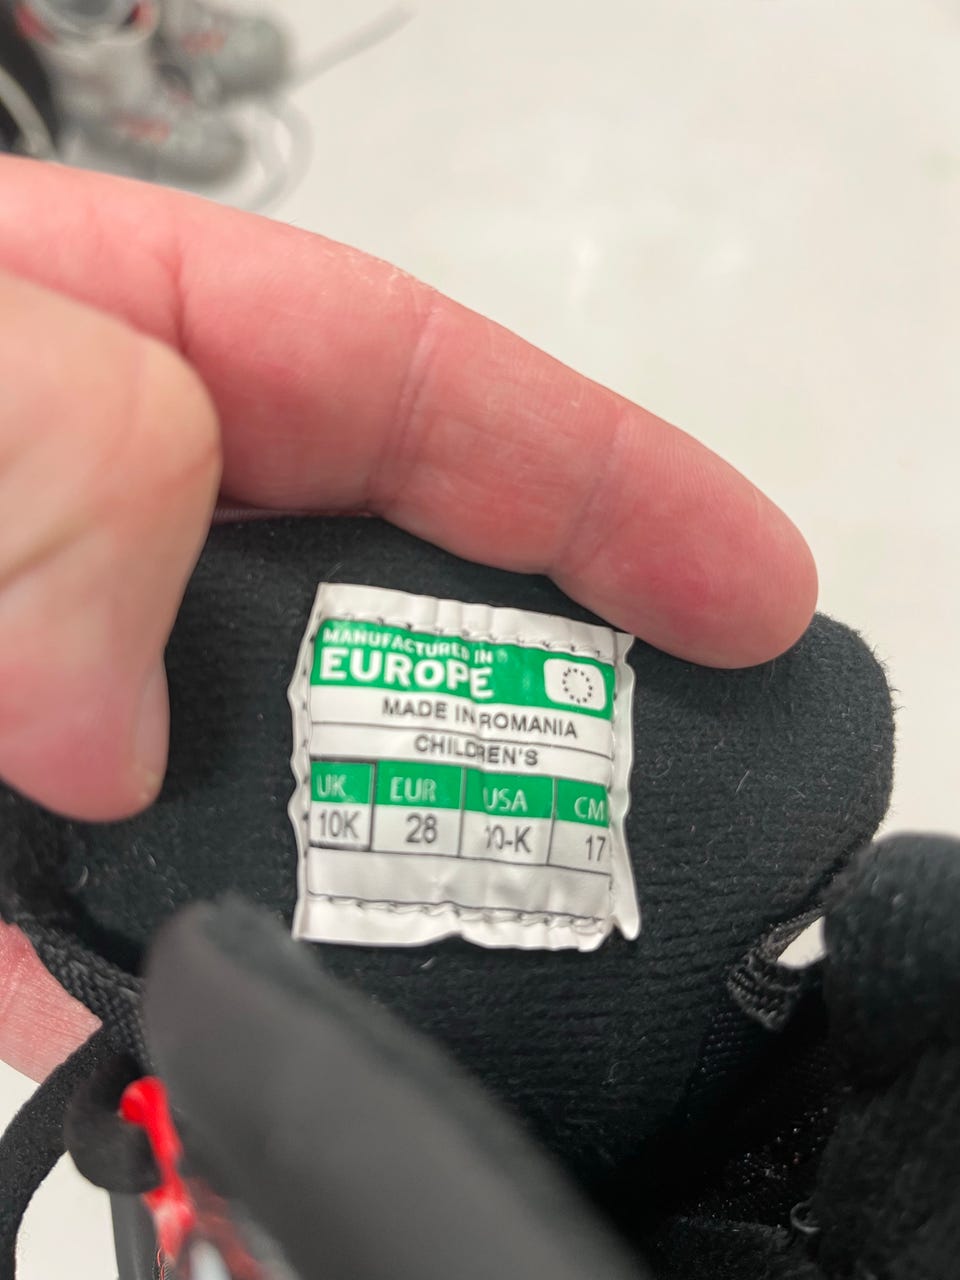 MANUFACTURED IN
EUROPE
MADE IN ROMANIA
CHILDREN'S
UK EUR USA CM
10K 28 10-K 17